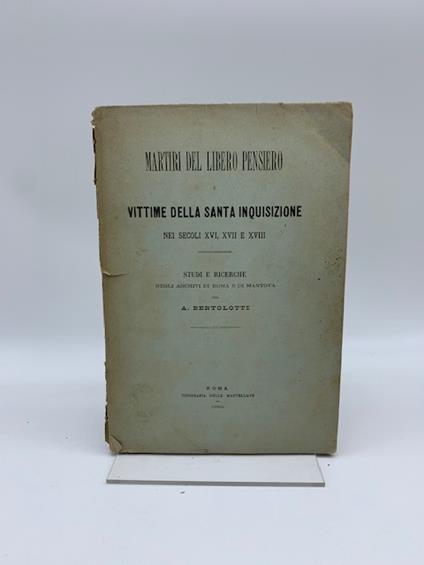 MARTIRI DEL LIBERO PENSIERO
E
VITTIME DELLA SANTA INQUISIZIONE
NEI SECOLI XVI, XVII E XVIII
STUDI E RICERCHE
NEGLI ARCHIVI DI ROMA E DI MANTOVA
PER
A. BERTOLOTTI
ROMA
TIPOGRAFIA DELLE MANTELLATE